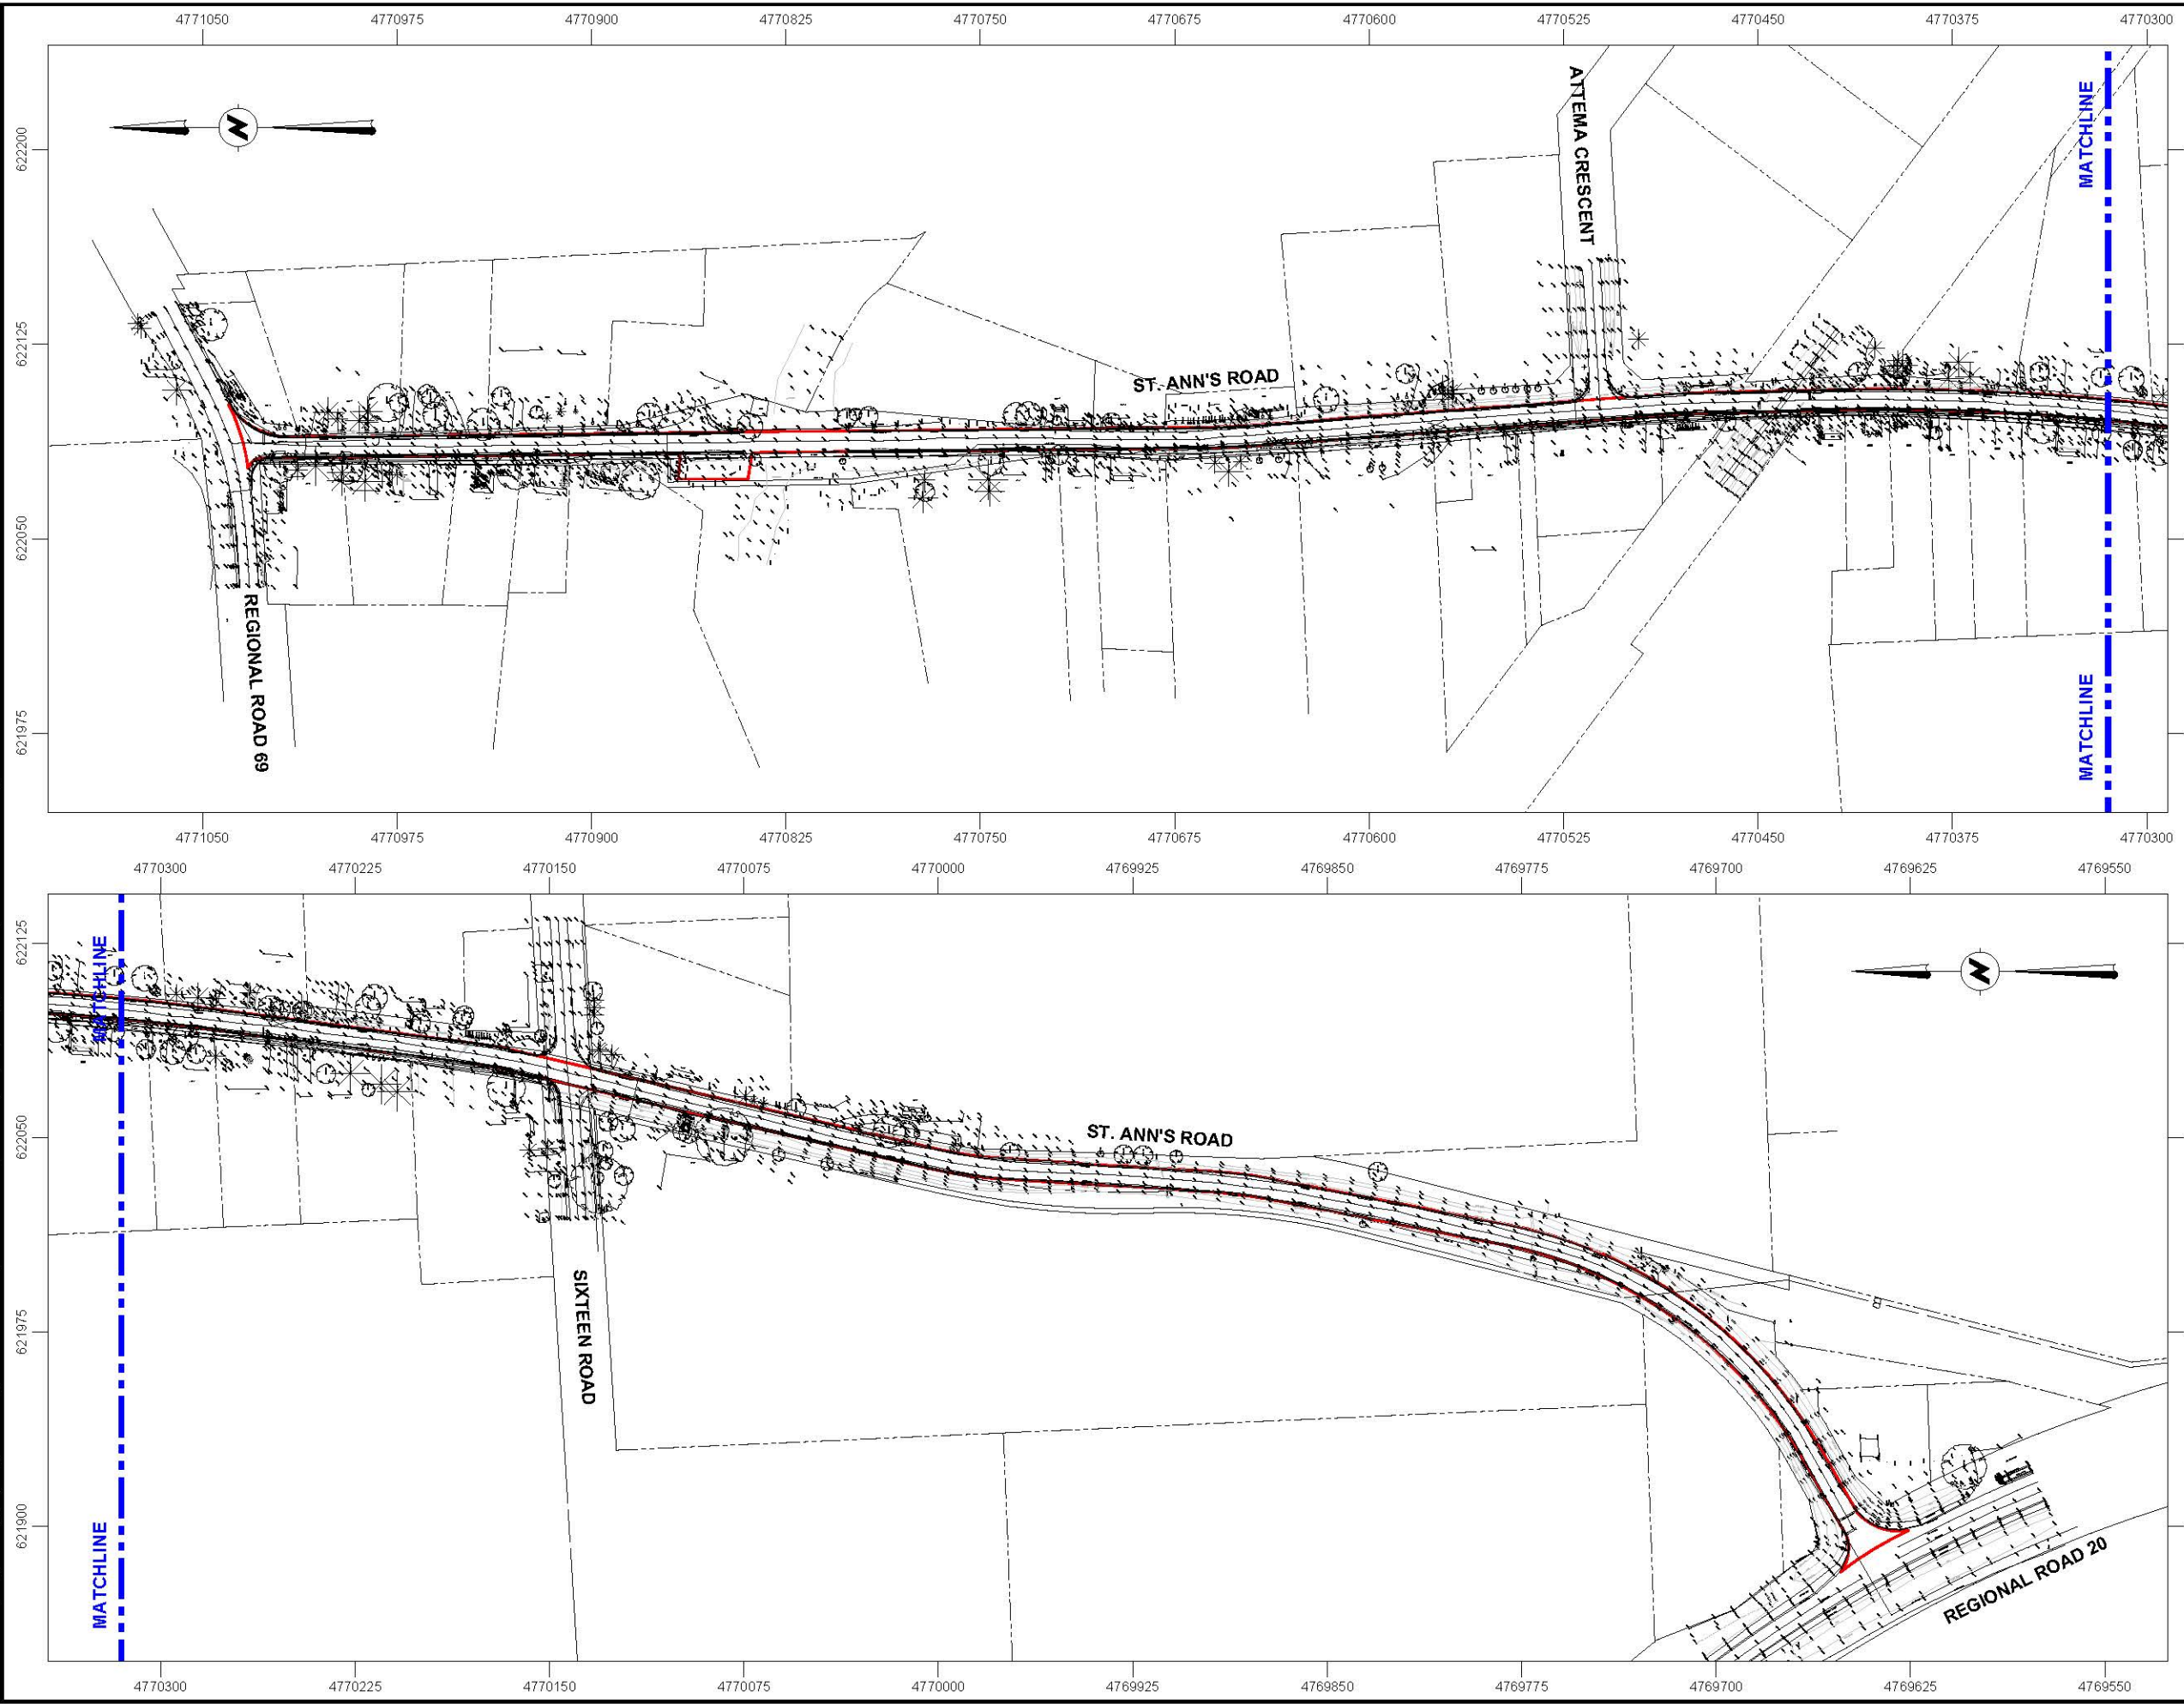 4771050 4770975 4770900 4770825 4770750 4770675 4770600 4770525 4770450 4770375 4770300
622200
622125
622050
621975
N
ATTEMA CRESCENT
MATCHLINE
ST. ANN'S ROAD
REGIONAL ROAD 69
MATCHLINE
4771050 4770975 4770900 4770825 4770750 4770675 4770600 4770525 4770450 4770375 4770300
4770300 4770225 4770150 4770075 4770000 4769925 4769850 4769775 4769700 4769625 4769550
622125
622050
621975
621900
MATCHLINE
N
ST. ANN'S ROAD
SIXTEEN ROAD
MATCHLINE
REGIONAL ROAD 20
4770300 4770225 4770150 4770075 4770000 4769925 4769850 4769775 4769700 4769625 4769550